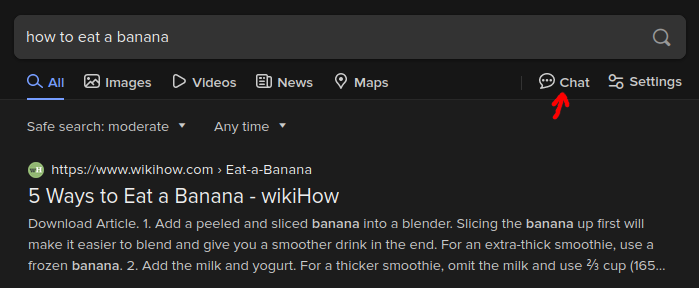 how to eat a banana
All Images Videos News Maps Chat Settings
Safe search: moderate Any time
https://www.wikihow.com › Eat-a-Banana
5 Ways to Eat a Banana - wikiHow
Download Article. 1. Add a peeled and sliced banana into a blender. Slicing the banana up first will
make it easier to blend and give you a smoother drink in the end. For an extra-thick smoothie, use a
frozen banana. 2. Add the milk and yogurt. For a thicker smoothie, omit the milk and use ⅔ cup (165...